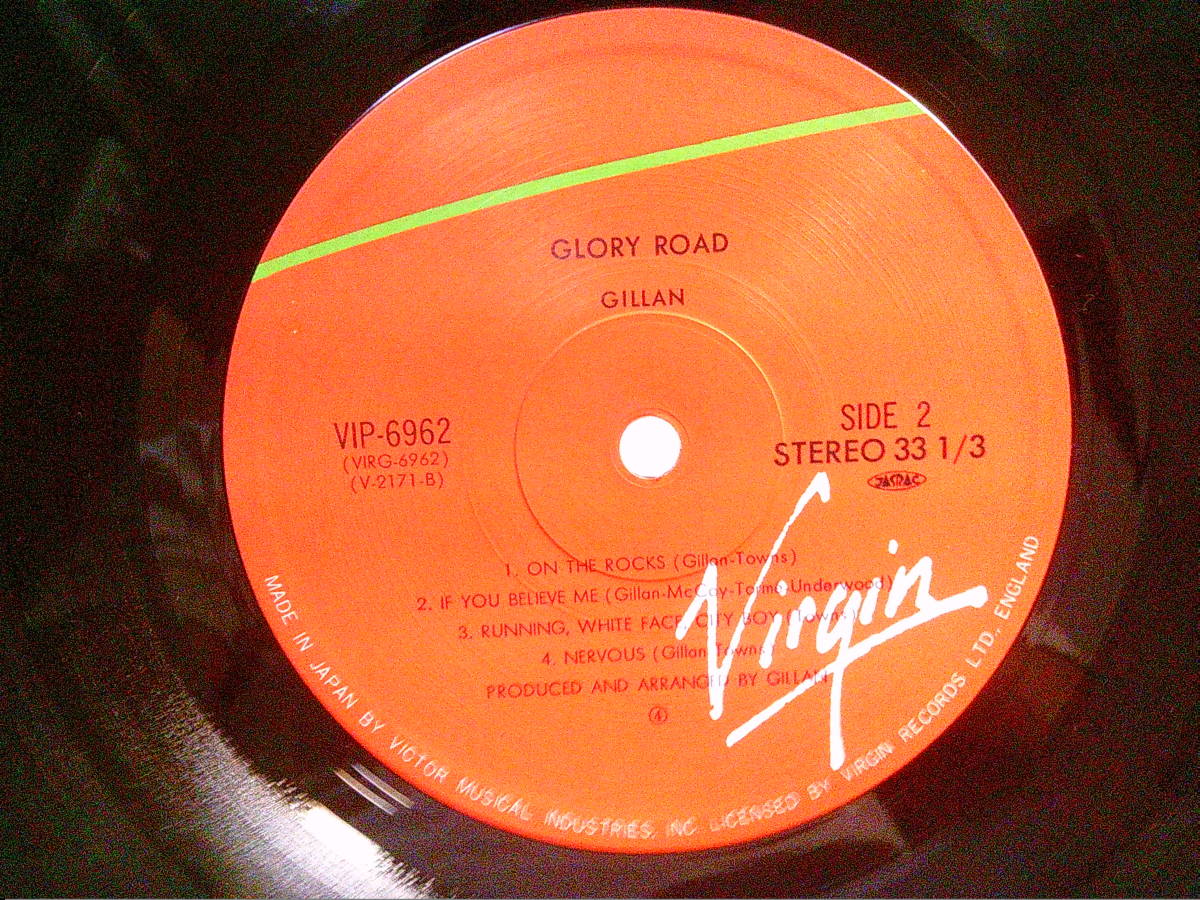 GLORY ROAD
GILLAN
VIP-6962
(VIRG-6962)
(V-2171-B)
SIDE 2
STEREO 33 1/3
JASRAC
1. ON THE ROCKS (Gillan-Towns)
2. IF YOU BELIEVE ME (Gillan-McCoy-Torme-Underwood)
3. RUNNING, WHITE FACE, CITY BOY (Towns)
4. NERVOUS (Gillan-Towns)
PRODUCED AND ARRANGED BY GILLAN
④
Virgin
MADE IN JAPAN BY VICTOR MUSICAL INDUSTRIES, INC. LICENSED BY VIRGIN RECORDS LTD., ENGLAND